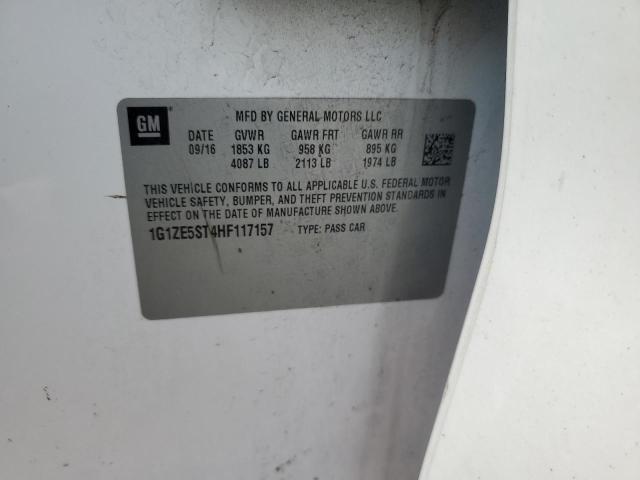 GM
MFD BY GENERAL MOTORS LLC
DATE GVWR GAWR FRT GAWR RR
09/16 1853 KG 958 KG 895 KG
4087 LB 2113 LB 1974 LB
THIS VEHICLE CONFORMS TO ALL APPLICABLE U.S. FEDERAL MOTOR
VEHICLE SAFETY, BUMPER, AND THEFT PREVENTION STANDARDS
IN EFFECT ON THE DATE OF MANUFACTURE SHOWN ABOVE.
1G1ZE5ST4HF117157 TYPE: PASS CAR